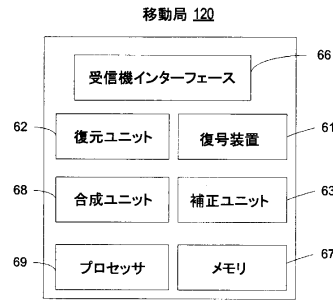 移動局 120
受信機インターフェース
66
62
復元ユニット
復号装置
61
68
合成ユニット
補正ユニット
63
69
プロセッサ
メモリ
67